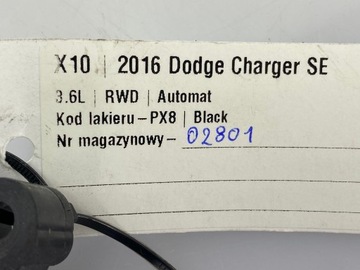 X10 | 2016 Dodge Charger SE
3.6L | RWD | Automat
Kod lakieru – PX8 | Black
Nr magazynowy – 02801